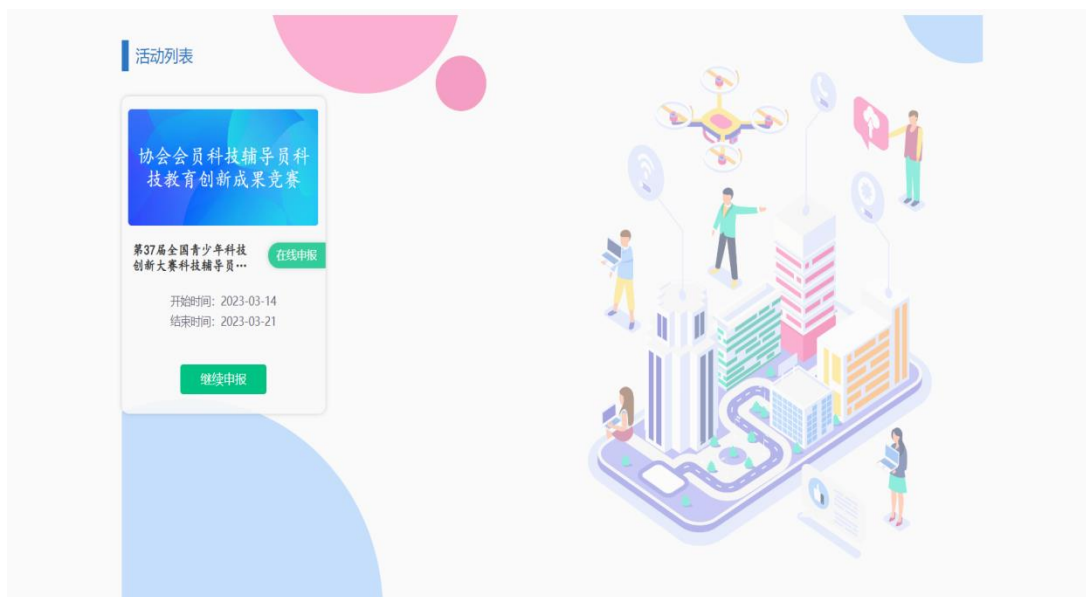 活动列表
协会会员科技辅导员科
技教育创新成果竞赛
第37届全国青少年科技
创新大赛科技辅导员…
在线申报
开始时间：2023-03-14
结束时间：2023-03-21
继续申报